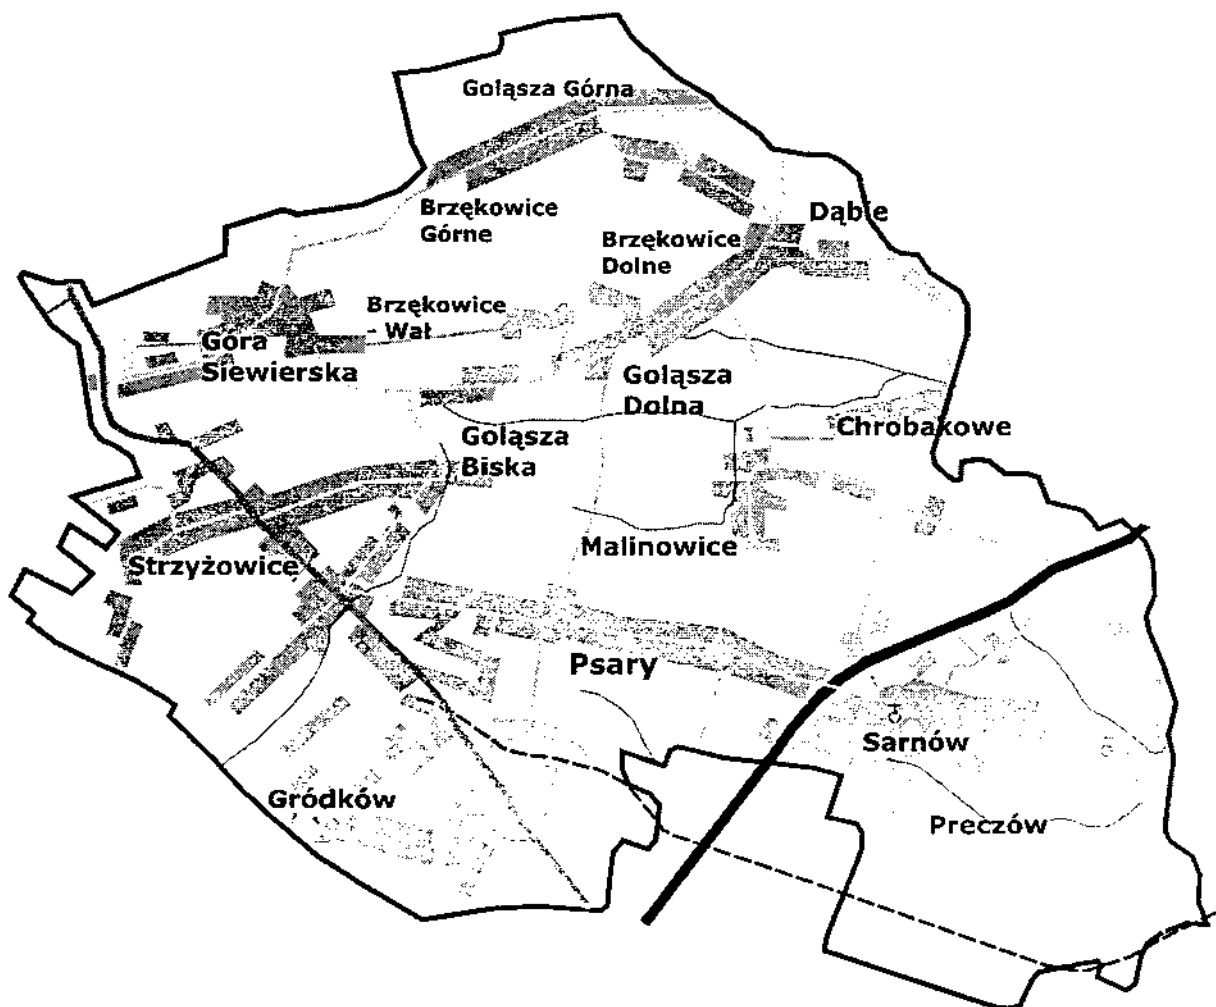 Gołąsza Górna
Brzękowice
Górne
Dąbie
Brzękowice
Dolne
Brzękowice
- Wał
Góra
Siewierska
Gołąsza
Dolna
Chrobakowe
Gołąsza
Biska
Malinowice
Strzyżowice
Psary
Sarnów
Gródków
Preczów